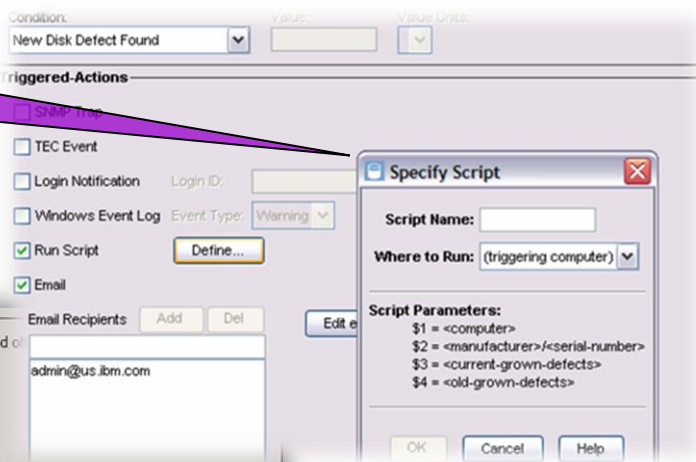 Condition: Value: Value Units:
New Disk Defect Found
Triggered-Actions
SNMP Trap
TEC Event
Login Notification Login ID:
Windows Event Log Event Type: Warning
Run Script Define...
Email
Email Recipients Add Del Edit e
d of
admin@us.ibm.com
Specify Script
Script Name:
Where to Run: (triggering computer)
Script Parameters:
$1 = <computer>
$2 = <manufacturer>/<serial-number>
$3 = <current-grown-defects>
$4 = <old-grown-defects>
OK Cancel Help